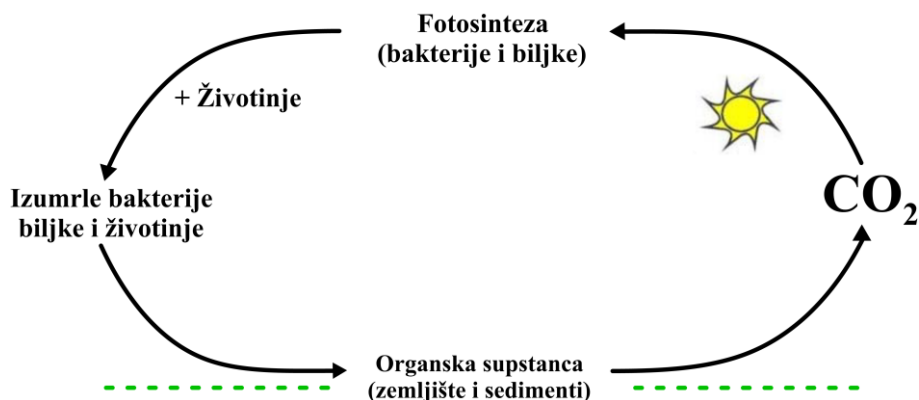 Fotosinteza
(bakterije i biljke)
+ Životinje
Izumrle bakterije
biljke i životinje
CO₂
Organska supstanca
(zemljište i sedimenti)